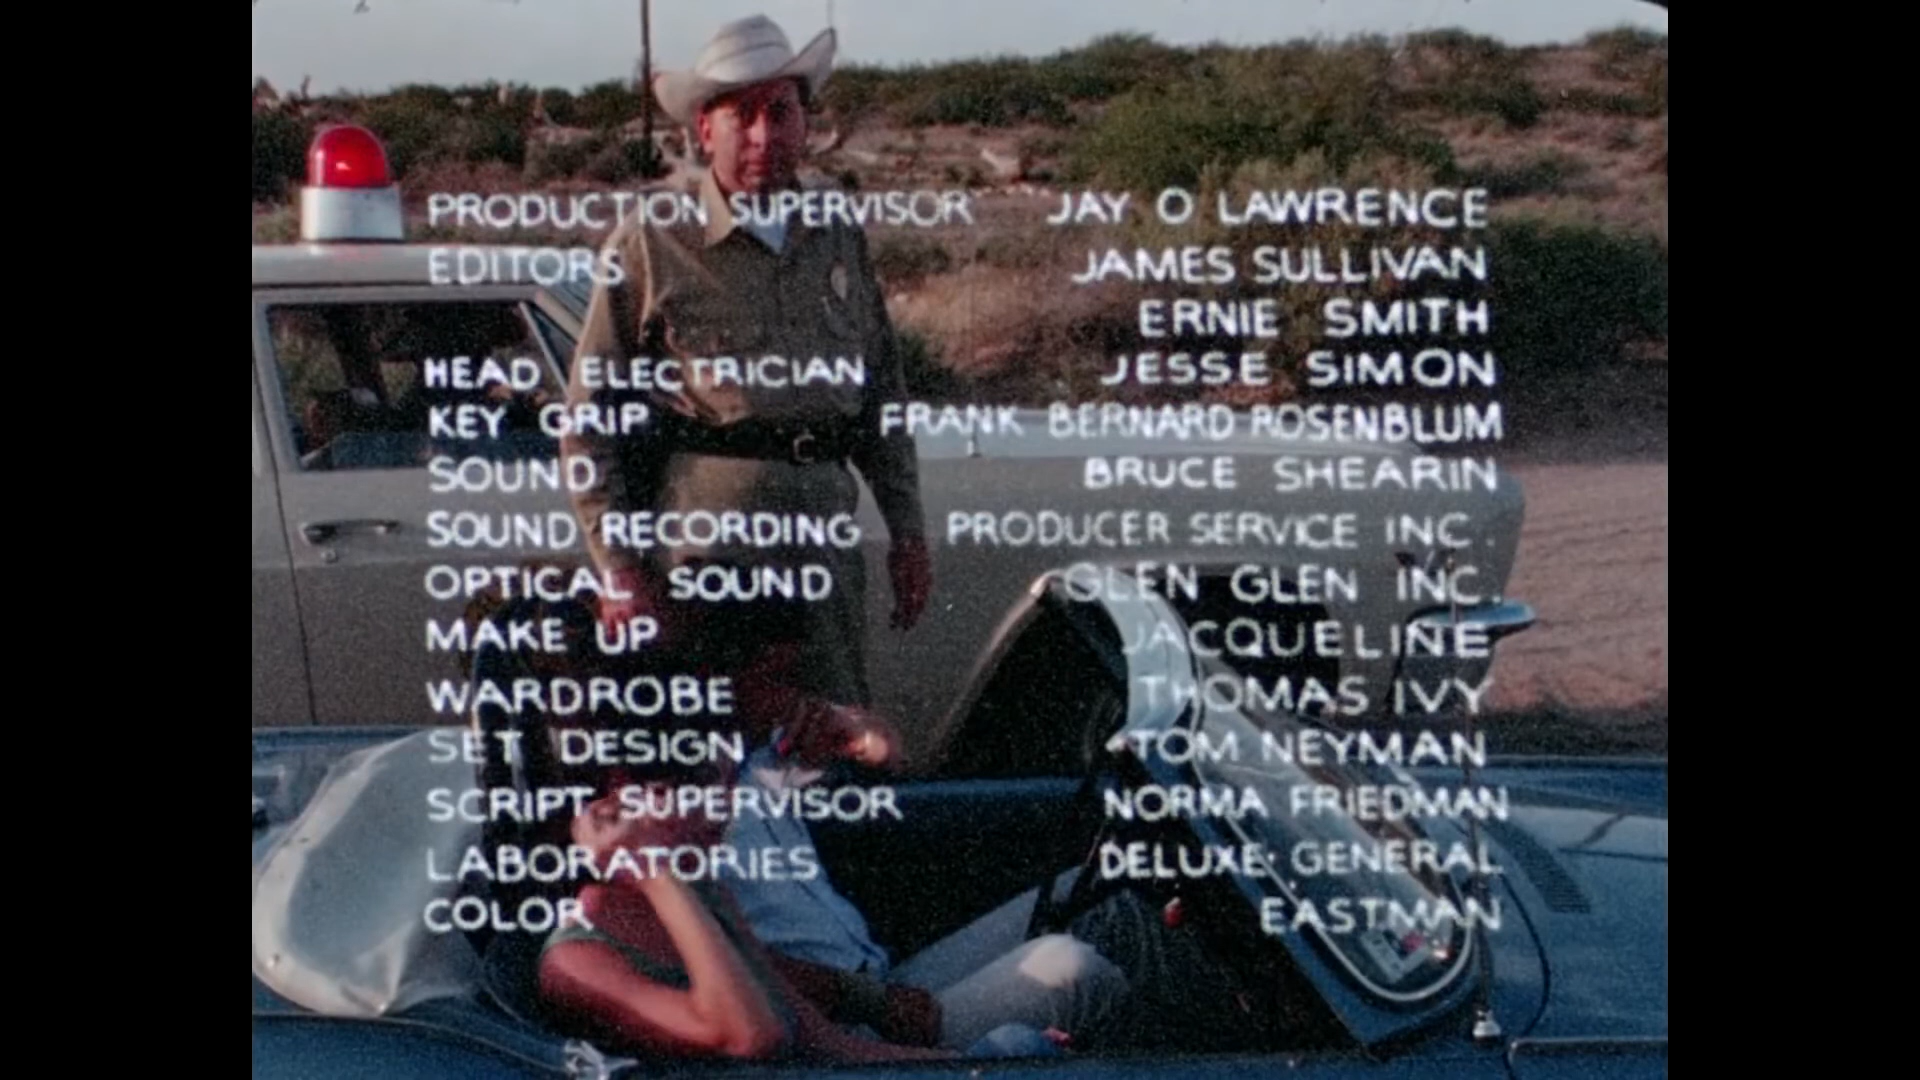 PRODUCTION SUPERVISOR JAY O LAWRENCE
EDITORS JAMES SULLIVAN
ERNIE SMITH
HEAD ELECTRICIAN JESSE SIMON
KEY GRIP FRANK BERNARD ROSENBLUM
SOUND BRUCE SHEARIN
SOUND RECORDING PRODUCER SERVICE INC.
OPTICAL SOUND GLEN GLEN INC.
MAKE UP JACQUELINE
WARDROBE THOMAS IVY
SET DESIGN TOM NEYMAN
SCRIPT SUPERVISOR NORMA FRIEDMAN
LABORATORIES DELUXE·GENERAL
COLOR EASTMAN